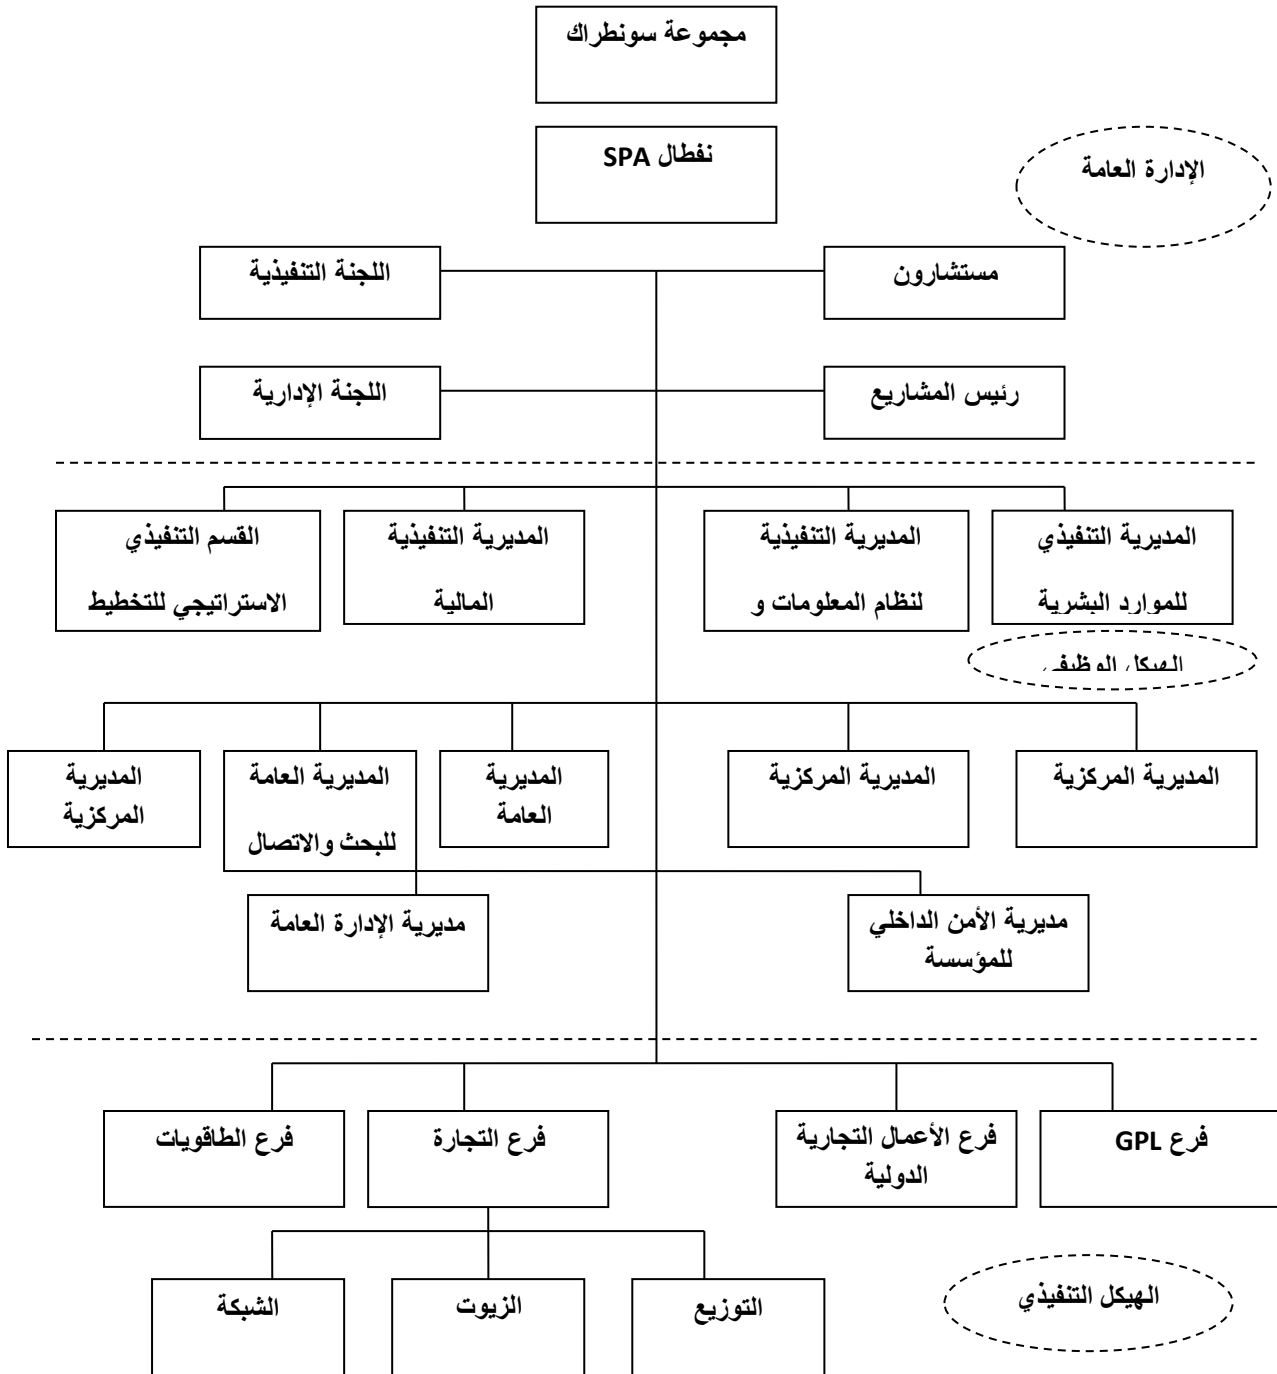 مجموعة سونطراك
نفطال SPA
الإدارة العامة
مستشارون
اللجنة التنفيذية
رئيس المشاريع
اللجنة الإدارية
المديرية التنفيذي
للموارد البشرية
المديرية التنفيذية
لنظام المعلومات و
المديرية التنفيذية
المالية
القسم التنفيذي
الاستراتيجي للتخطيط
الهيكل الوظيفي
المديرية المركزية
المديرية المركزية
المديرية
العامة
المديرية العامة
للبحث والاتصال
المديرية
المركزية
مديرية الأمن الداخلي
للمؤسسة
مديرية الإدارة العامة
فرع GPL
فرع الأعمال التجارية
الدولية
فرع التجارة
فرع الطاقويات
الهيكل التنفيذي
التوزيع
الزيوت
الشبكة